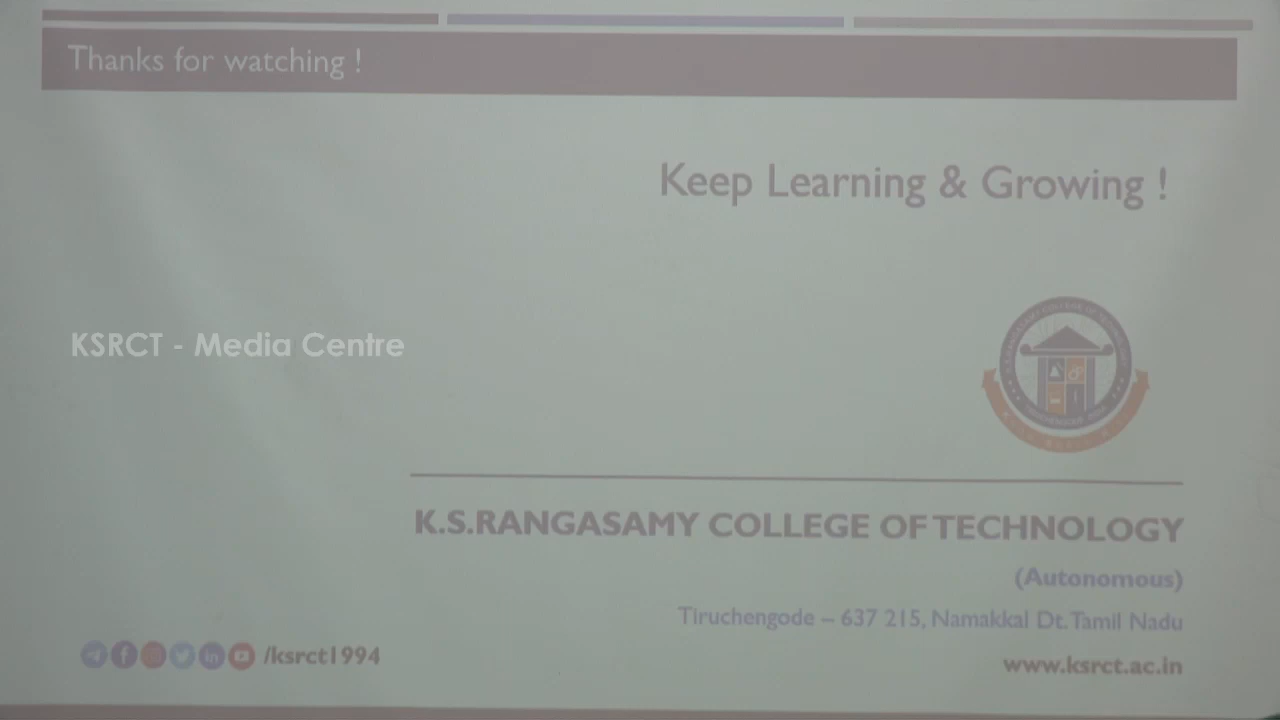 Thanks for watching !
Keep Learning & Growing !
KSRCT - Media Centre
K.S.RANGASAMY COLLEGE OF TECHNOLOGY
(Autonomous)
Tiruchengode – 637 215, Namakkal Dt. Tamil Nadu
/ksrct1994
www.ksrct.ac.in